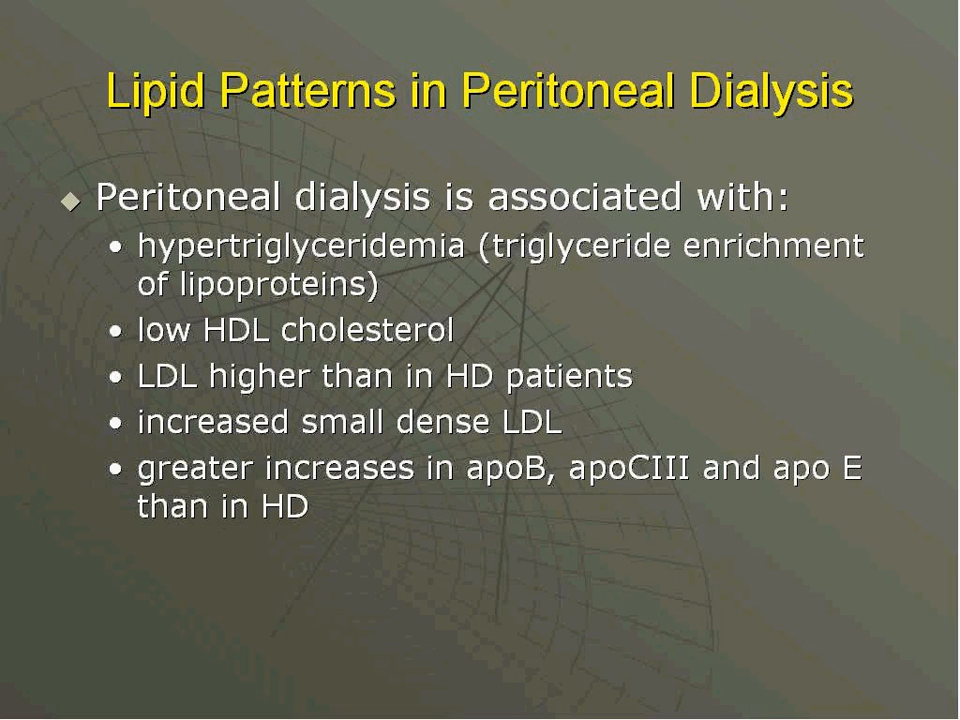 Lipid Patterns in Peritoneal Dialysis
Peritoneal dialysis is associated with:
• hypertriglyceridemia (triglyceride enrichment
of lipoproteins)
• low HDL cholesterol
• LDL higher than in HD patients
• increased small dense LDL
• greater increases in apoB, apoCIII and apo E
than in HD